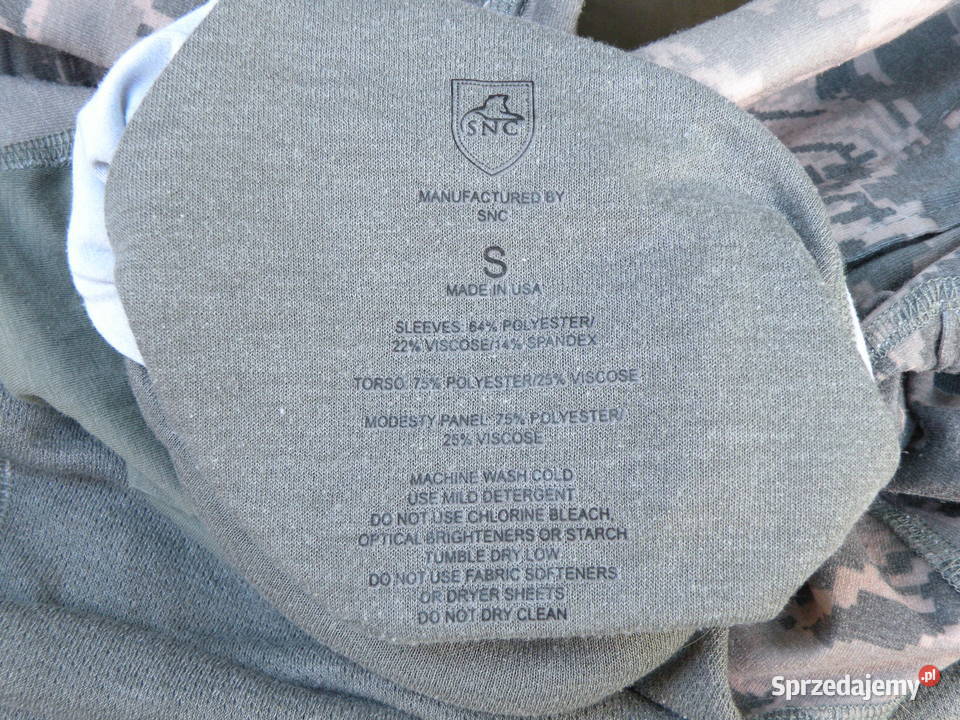 SNC
MANUFACTURED BY
SNC
S
MADE IN USA
SLEEVES: 64% POLYESTER/
22% VISCOSE/14% SPANDEX
TORSO: 75% POLYESTER/25% VISCOSE
MODESTY PANEL: 75% POLYESTER/
25% VISCOSE
MACHINE WASH COLD
USE MILD DETERGENT
DO NOT USE CHLORINE BLEACH,
OPTICAL BRIGHTENERS OR STARCH
TUMBLE DRY LOW
DO NOT USE FABRIC SOFTENERS
OR DRYER SHEETS
DO NOT DRY CLEAN
Sprzedajemy.pl